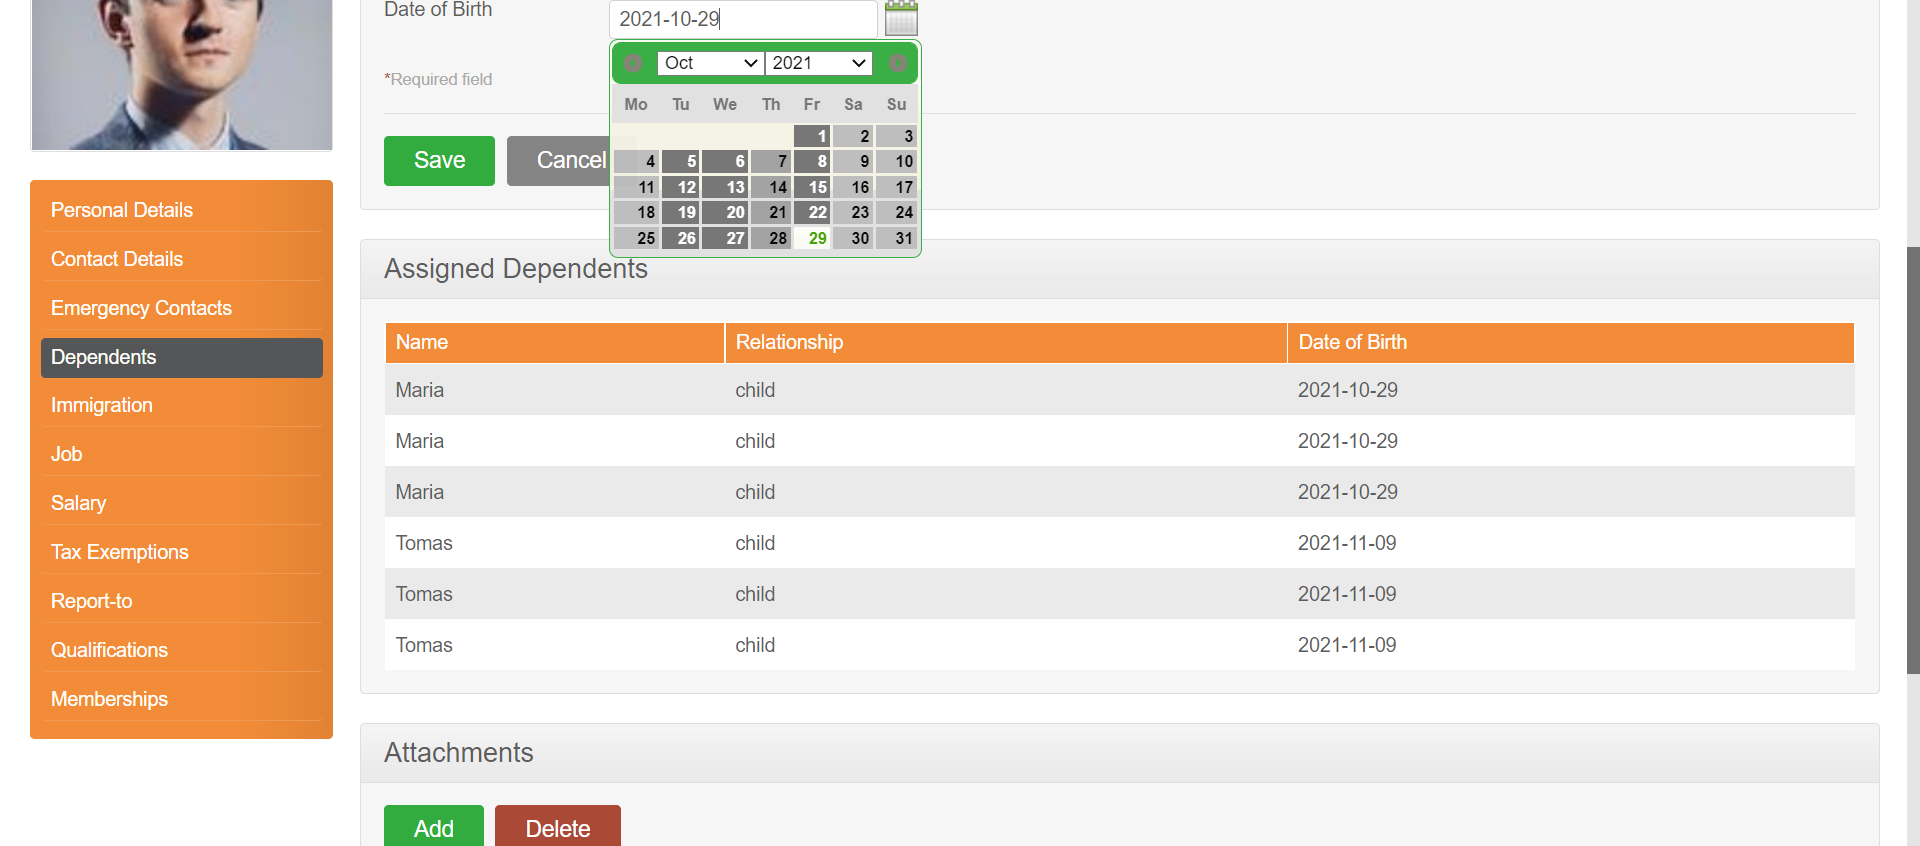 Date of Birth
2021-10-29
Oct 2021
*Required field
Mo Tu We Th Fr Sa Su
1 2 3
Save Cancel
4 5 6 7 8 9 10
11 12 13 14 15 16 17
18 19 20 21 22 23 24
25 26 27 28 29 30 31
Personal Details
Contact Details
Emergency Contacts
Dependents
Immigration
Job
Salary
Tax Exemptions
Report-to
Qualifications
Memberships
Assigned Dependents
Name Relationship Date of Birth
Maria child 2021-10-29
Maria child 2021-10-29
Maria child 2021-10-29
Tomas child 2021-11-09
Tomas child 2021-11-09
Tomas child 2021-11-09
Attachments
Add Delete